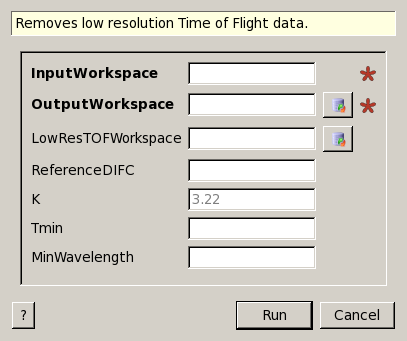 Removes low resolution Time of Flight data.
InputWorkspace *
OutputWorkspace *
LowResTOFWorkspace
ReferenceDIFC
K 3.22
Tmin
MinWavelength
? Run Cancel